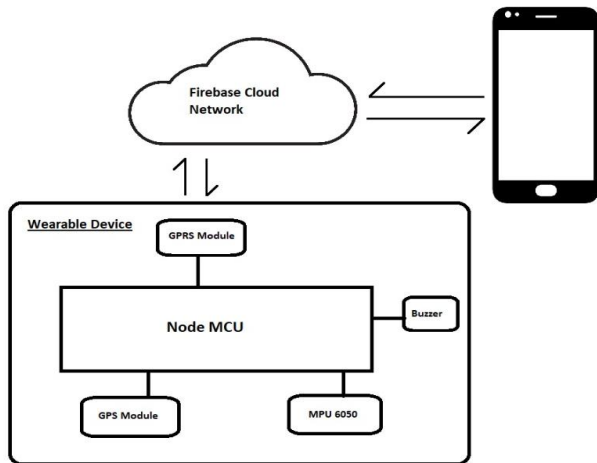 Firebase Cloud
Network
Wearable Device
GPRS Module
Node MCU
Buzzer
GPS Module
MPU 6050